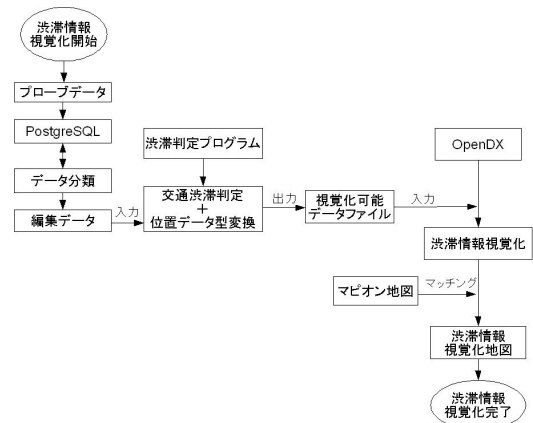 渋滞情報
視覚化開始
プローブデータ
PostgreSQL
データ分類
編集データ
入力
渋滞判定プログラム
交通渋滞判定
＋
位置データ型変換
出力
視覚化可能
データファイル
入力
OpenDX
渋滞情報視覚化
マピオン地図
マッチング
渋滞情報
視覚化地図
渋滞情報
視覚化完了